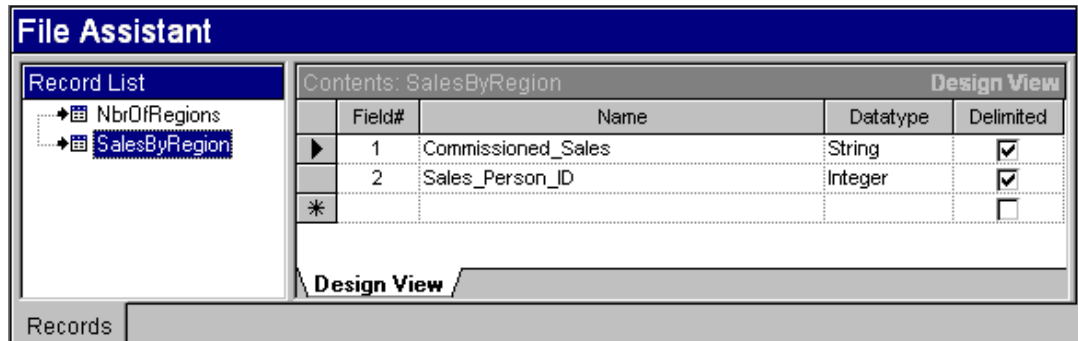 File Assistant
Record List
NbrOfRegions
SalesByRegion
Contents: SalesByRegion Design View
Field# Name Datatype Delimited
1 Commissioned_Sales String
2 Sales_Person_ID Integer
Design View
Records